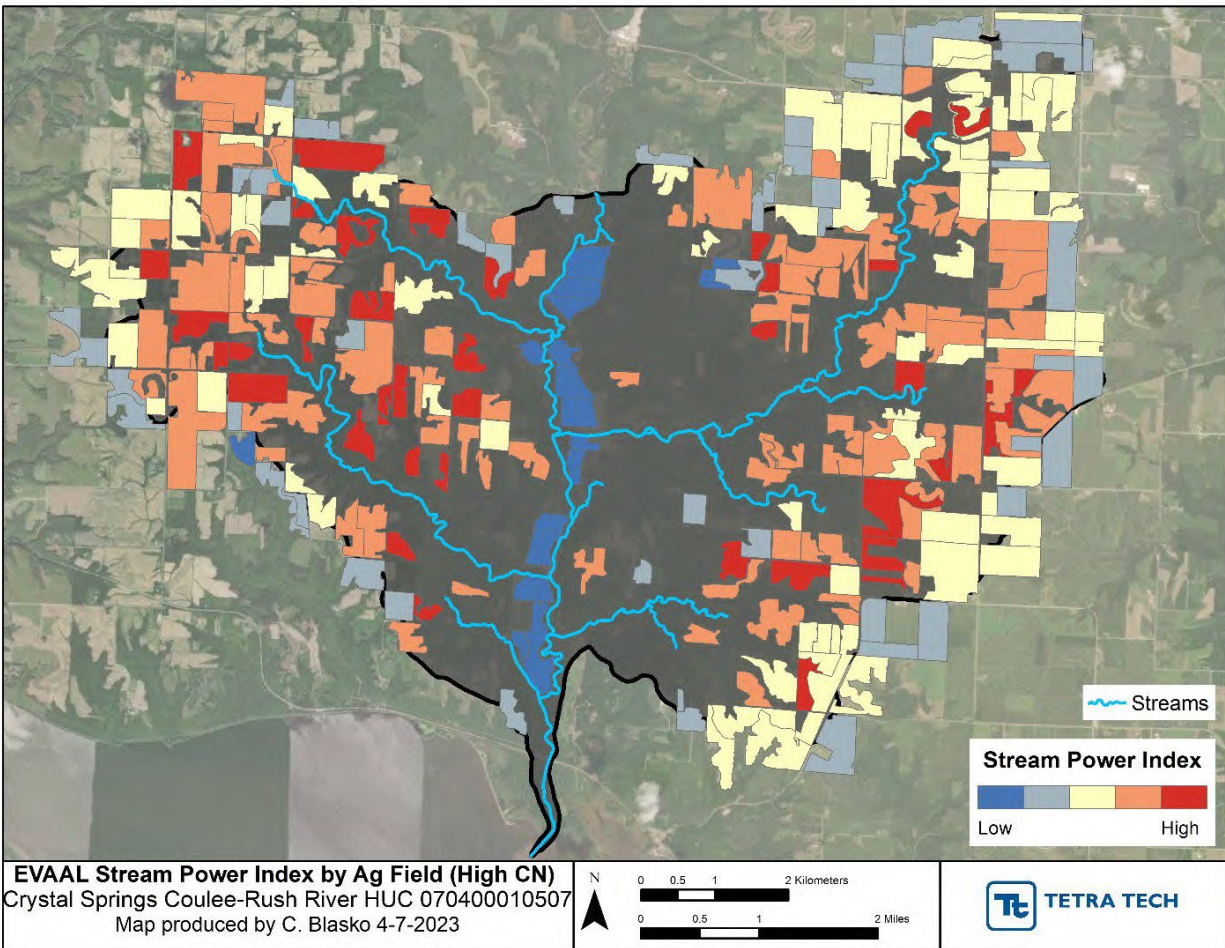 Streams
Stream Power Index
Low High
EVAAL Stream Power Index by Ag Field (High CN)
Crystal Springs Coulee-Rush River HUC 070400010507
Map produced by C. Blasko 4-7-2023
N
0 0.5 1 2 Kilometers
0 0.5 1 2 Miles
Tt TETRA TECH